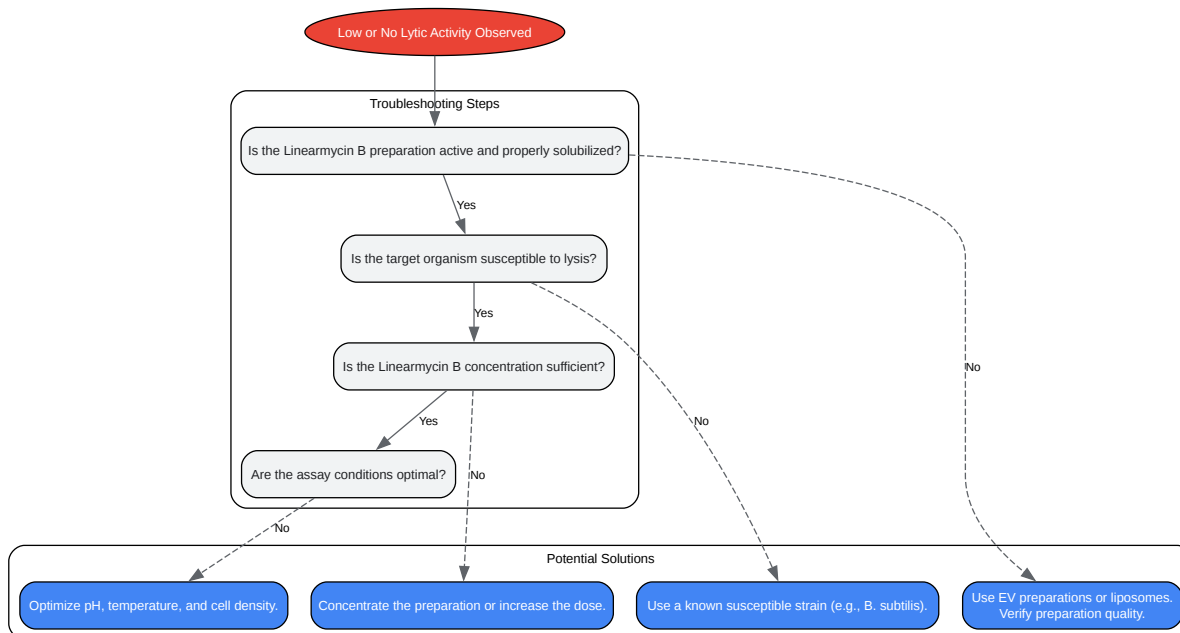 Low or No Lytic Activity Observed
Troubleshooting Steps
Is the Linearmycin B preparation active and properly solubilized?
Yes
Is the target organism susceptible to lysis?
Yes
Is the Linearmycin B concentration sufficient?
No
Yes
No
Are the assay conditions optimal?
No
No
Potential Solutions
Optimize pH, temperature, and cell density.
Concentrate the preparation or increase the dose.
Use a known susceptible strain (e.g., B. subtilis).
Use EV preparations or liposomes.
Verify preparation quality.